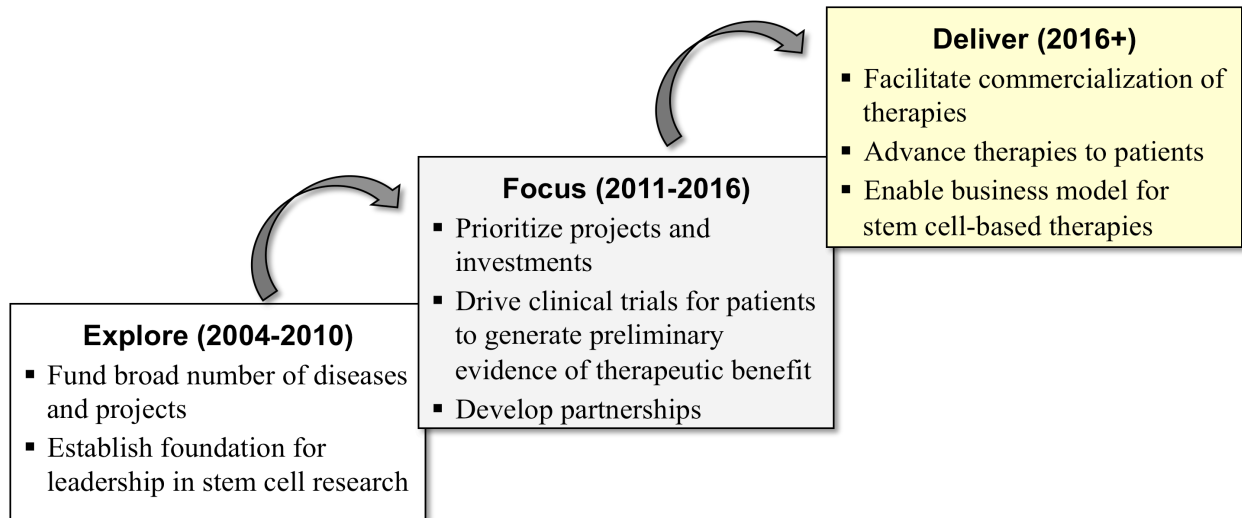 Explore (2004-2010)
▪ Fund broad number of diseases
and projects
▪ Establish foundation for
leadership in stem cell research
Focus (2011-2016)
▪ Prioritize projects and
investments
▪ Drive clinical trials for patients
to generate preliminary
evidence of therapeutic benefit
▪ Develop partnerships
Deliver (2016+)
▪ Facilitate commercialization of
therapies
▪ Advance therapies to patients
▪ Enable business model for
stem cell-based therapies